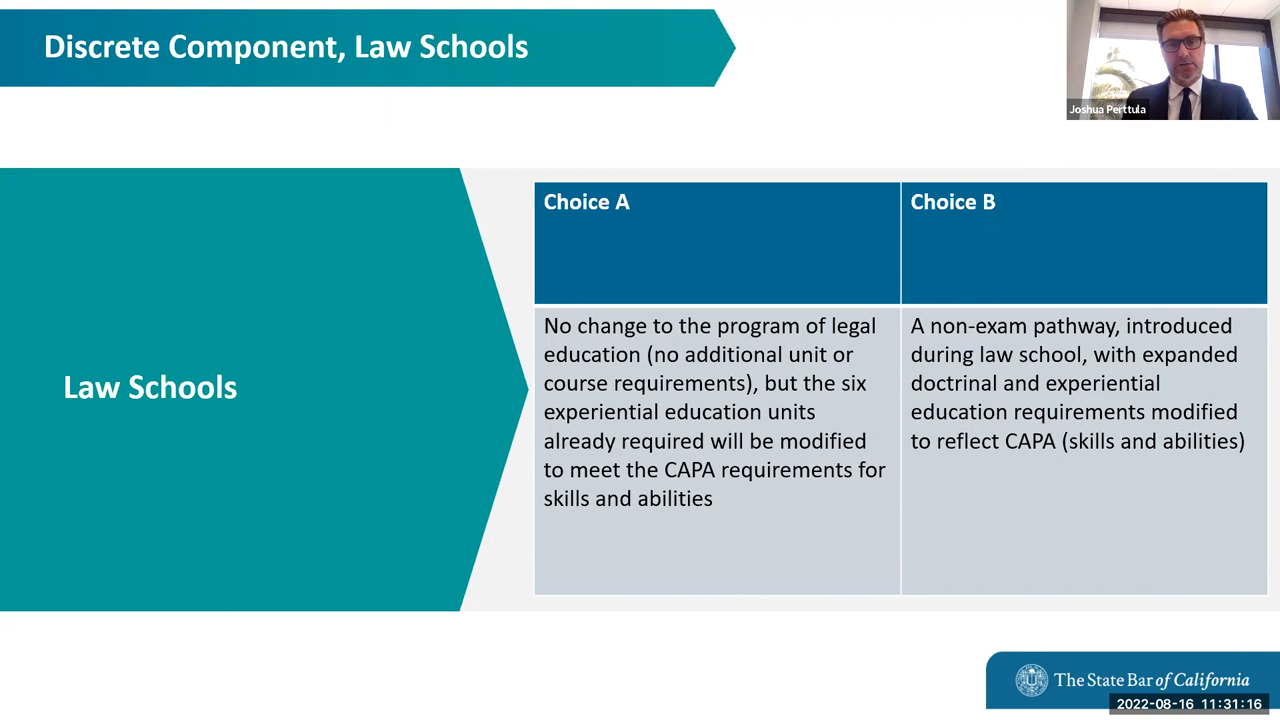 Discrete Component, Law Schools
Joshua Perttula
Law Schools
Choice A
No change to the program of legal
education (no additional unit or
course requirements), but the six
experiential education units
already required will be modified
to meet the CAPA requirements for
skills and abilities
Choice B
A non-exam pathway, introduced
during law school, with expanded
doctrinal and experiential
education requirements modified
to reflect CAPA (skills and abilities)
The State Bar of California
2022-08-16 11:31:16